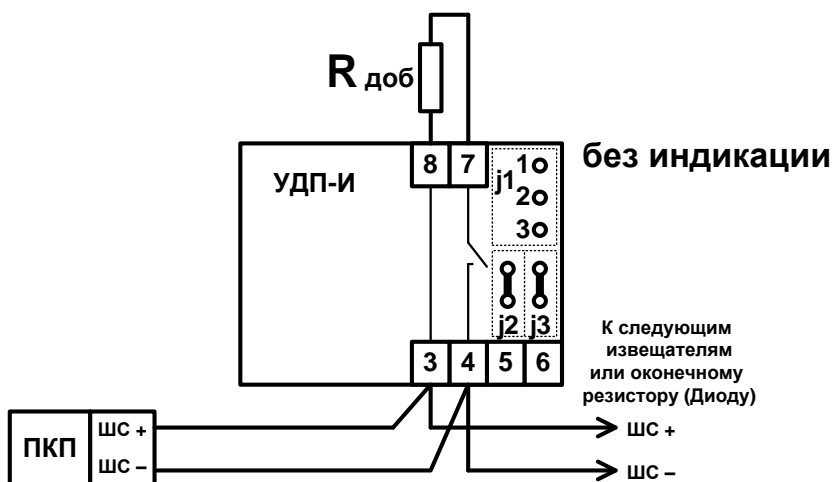 R доб
8 7
без индикации
УДП-И
j1
1
2
3
j2 j3
3 4 5 6
К следующим
извещателям
или оконечному
резистору (Диоду)
ПКП
ШС +
ШС –
ШС +
ШС –